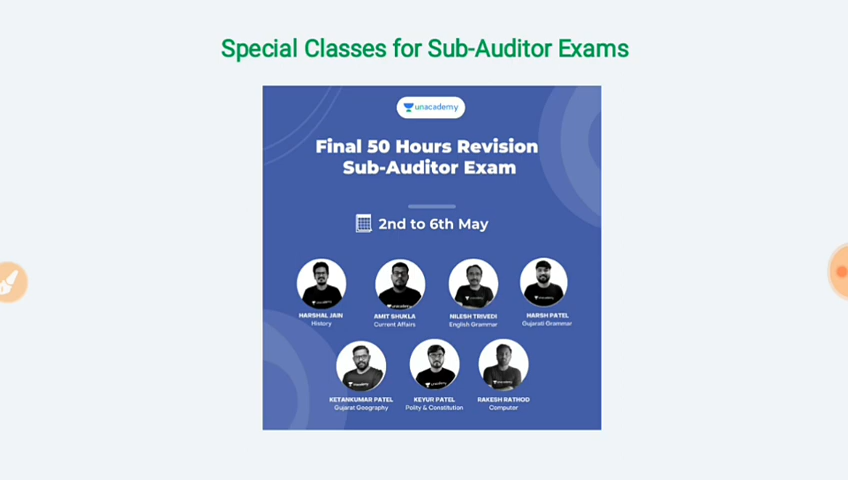 Special Classes for Sub-Auditor Exams
unacademy
Final 50 Hours Revision
Sub-Auditor Exam
2nd to 6th May
HARSHAL JAIN
History
AMIT SHUKLA
Current Affairs
NILESH TRIVEDI
English Grammar
HARSH PATEL
Gujarati Grammar
KETANKUMAR PATEL
Gujarat Geography
KEYUR PATEL
Polity & Constitution
RAKESH RATHOD
Computer